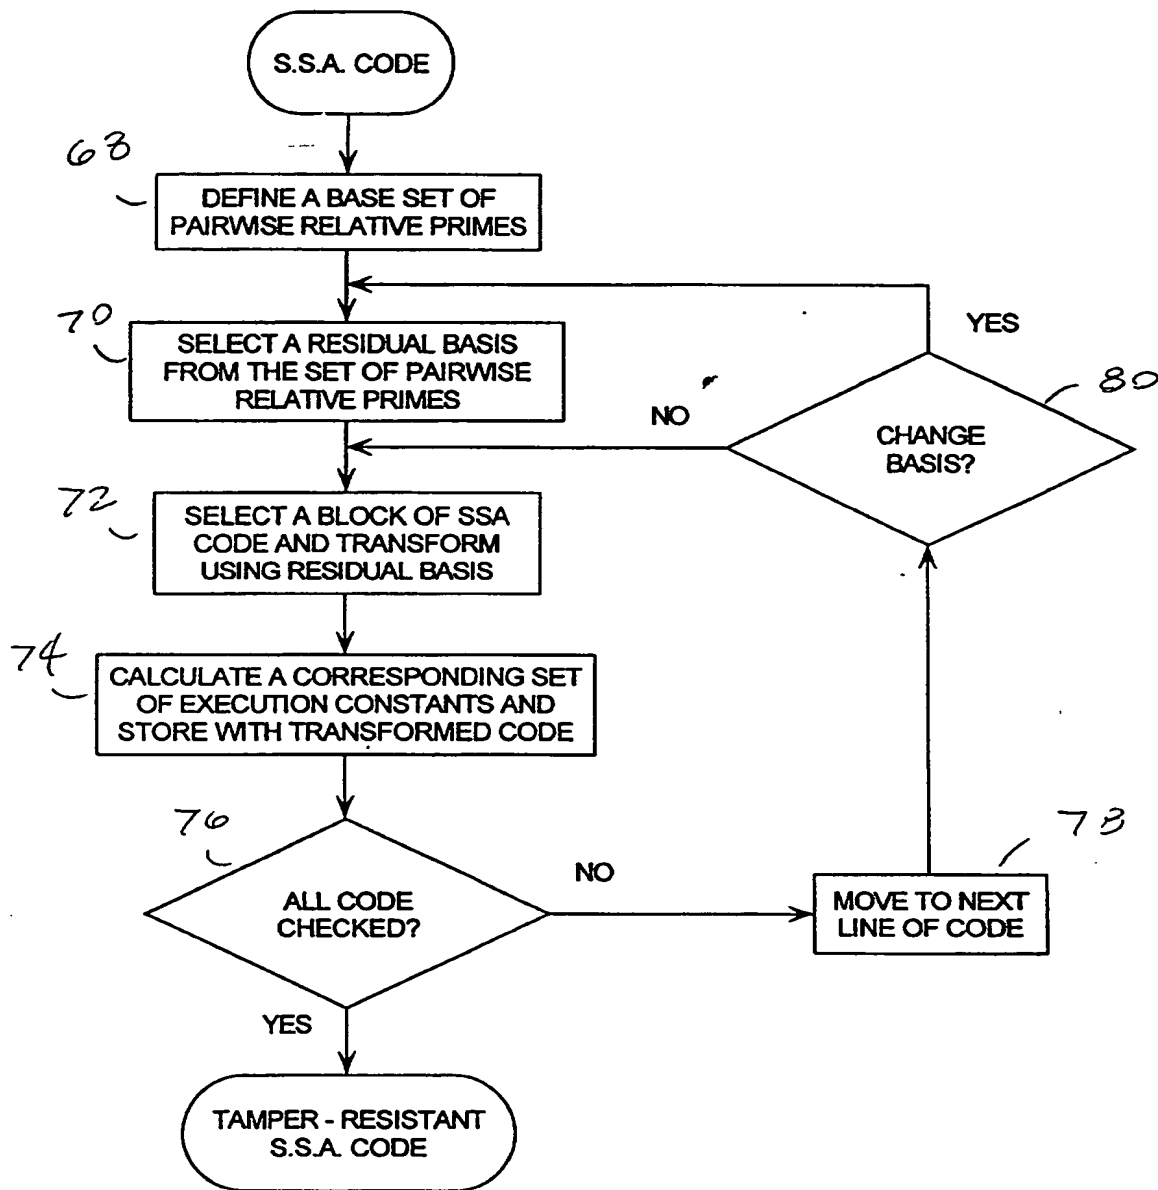 S.S.A. CODE
68
DEFINE A BASE SET OF
PAIRWISE RELATIVE PRIMES
70
SELECT A RESIDUAL BASIS
FROM THE SET OF PAIRWISE
RELATIVE PRIMES
YES
80
NO
CHANGE
BASIS?
72
SELECT A BLOCK OF SSA
CODE AND TRANSFORM
USING RESIDUAL BASIS
74
CALCULATE A CORRESPONDING SET
OF EXECUTION CONSTANTS AND
STORE WITH TRANSFORMED CODE
76
ALL CODE
CHECKED?
NO
78
MOVE TO NEXT
LINE OF CODE
YES
TAMPER - RESISTANT
S.S.A. CODE